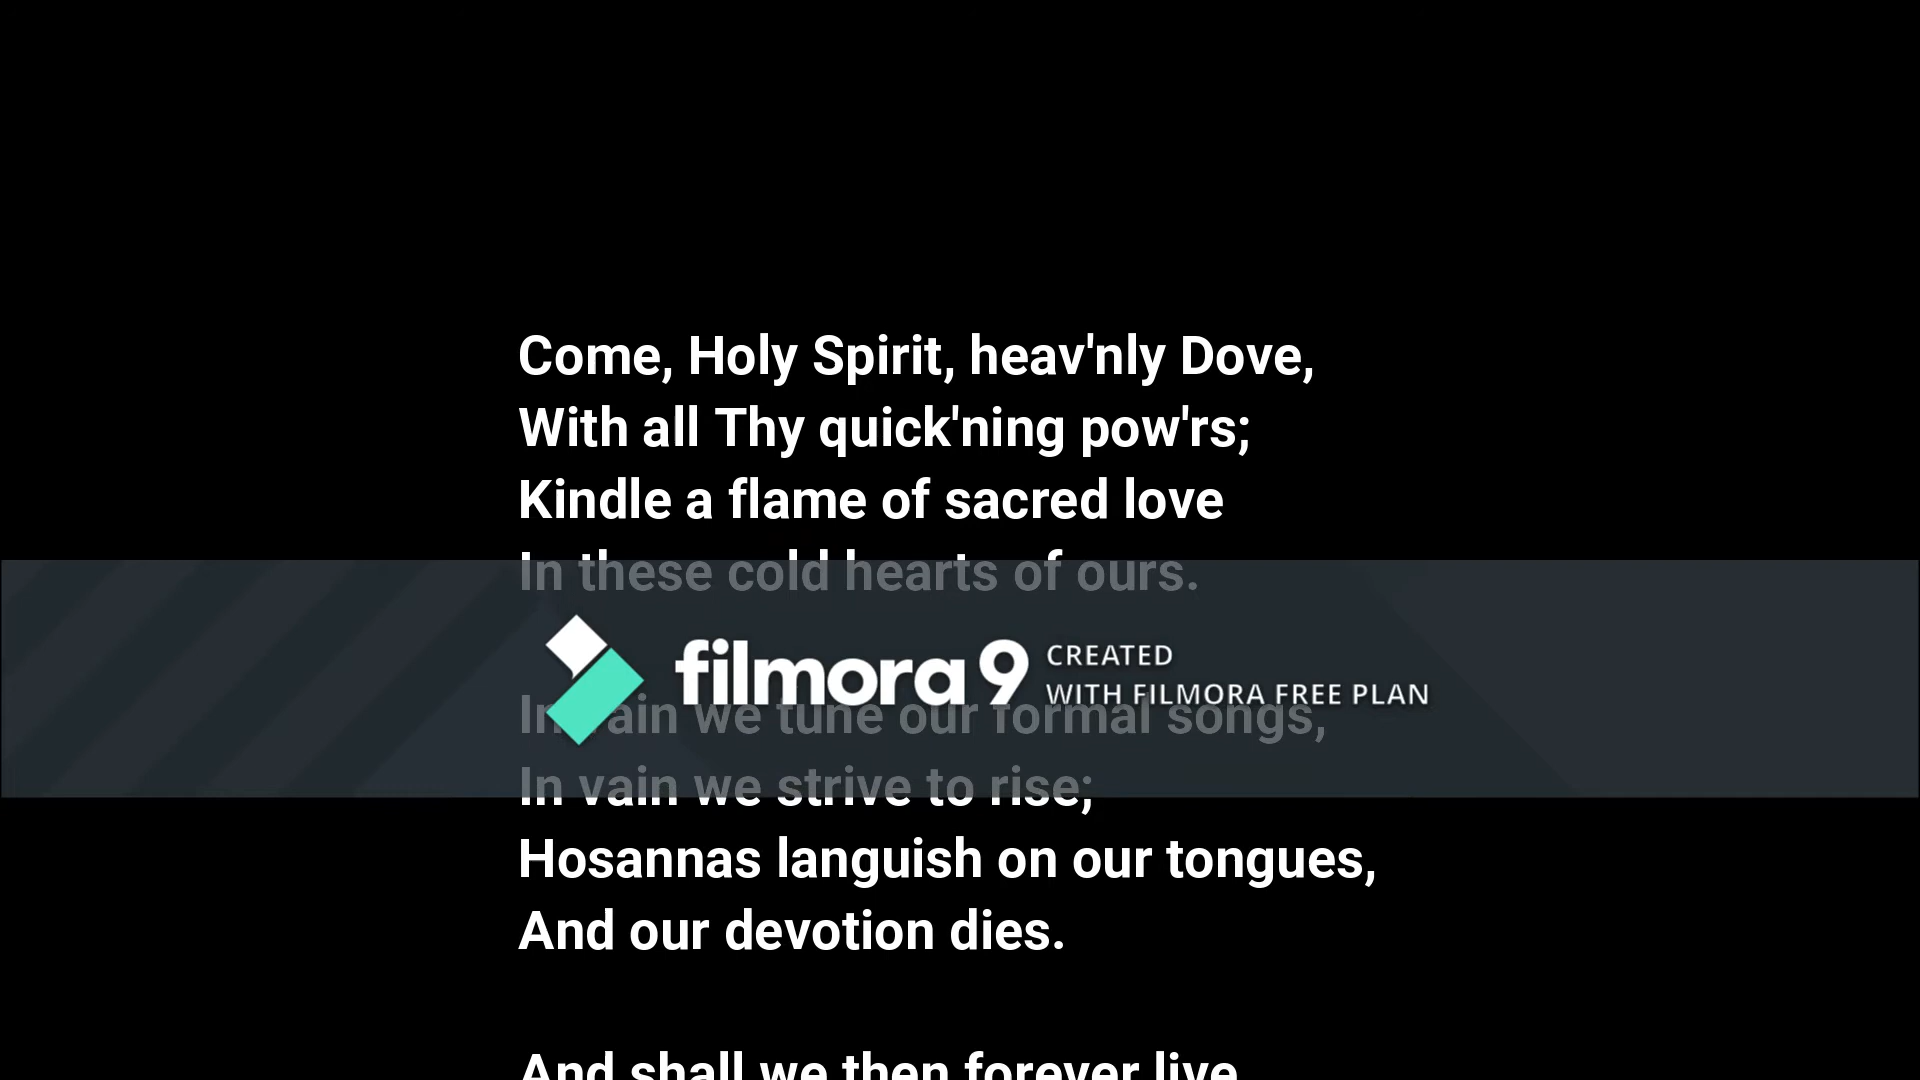 Come, Holy Spirit, heav'nly Dove,
With all Thy quick'ning pow'rs;
Kindle a flame of sacred love
In these cold hearts of ours.
filmora 9 CREATED
WITH FILMORA FREE PLAN
In vain we tune our formal songs,
In vain we strive to rise;
Hosannas languish on our tongues,
And our devotion dies.
And shall we then forever live